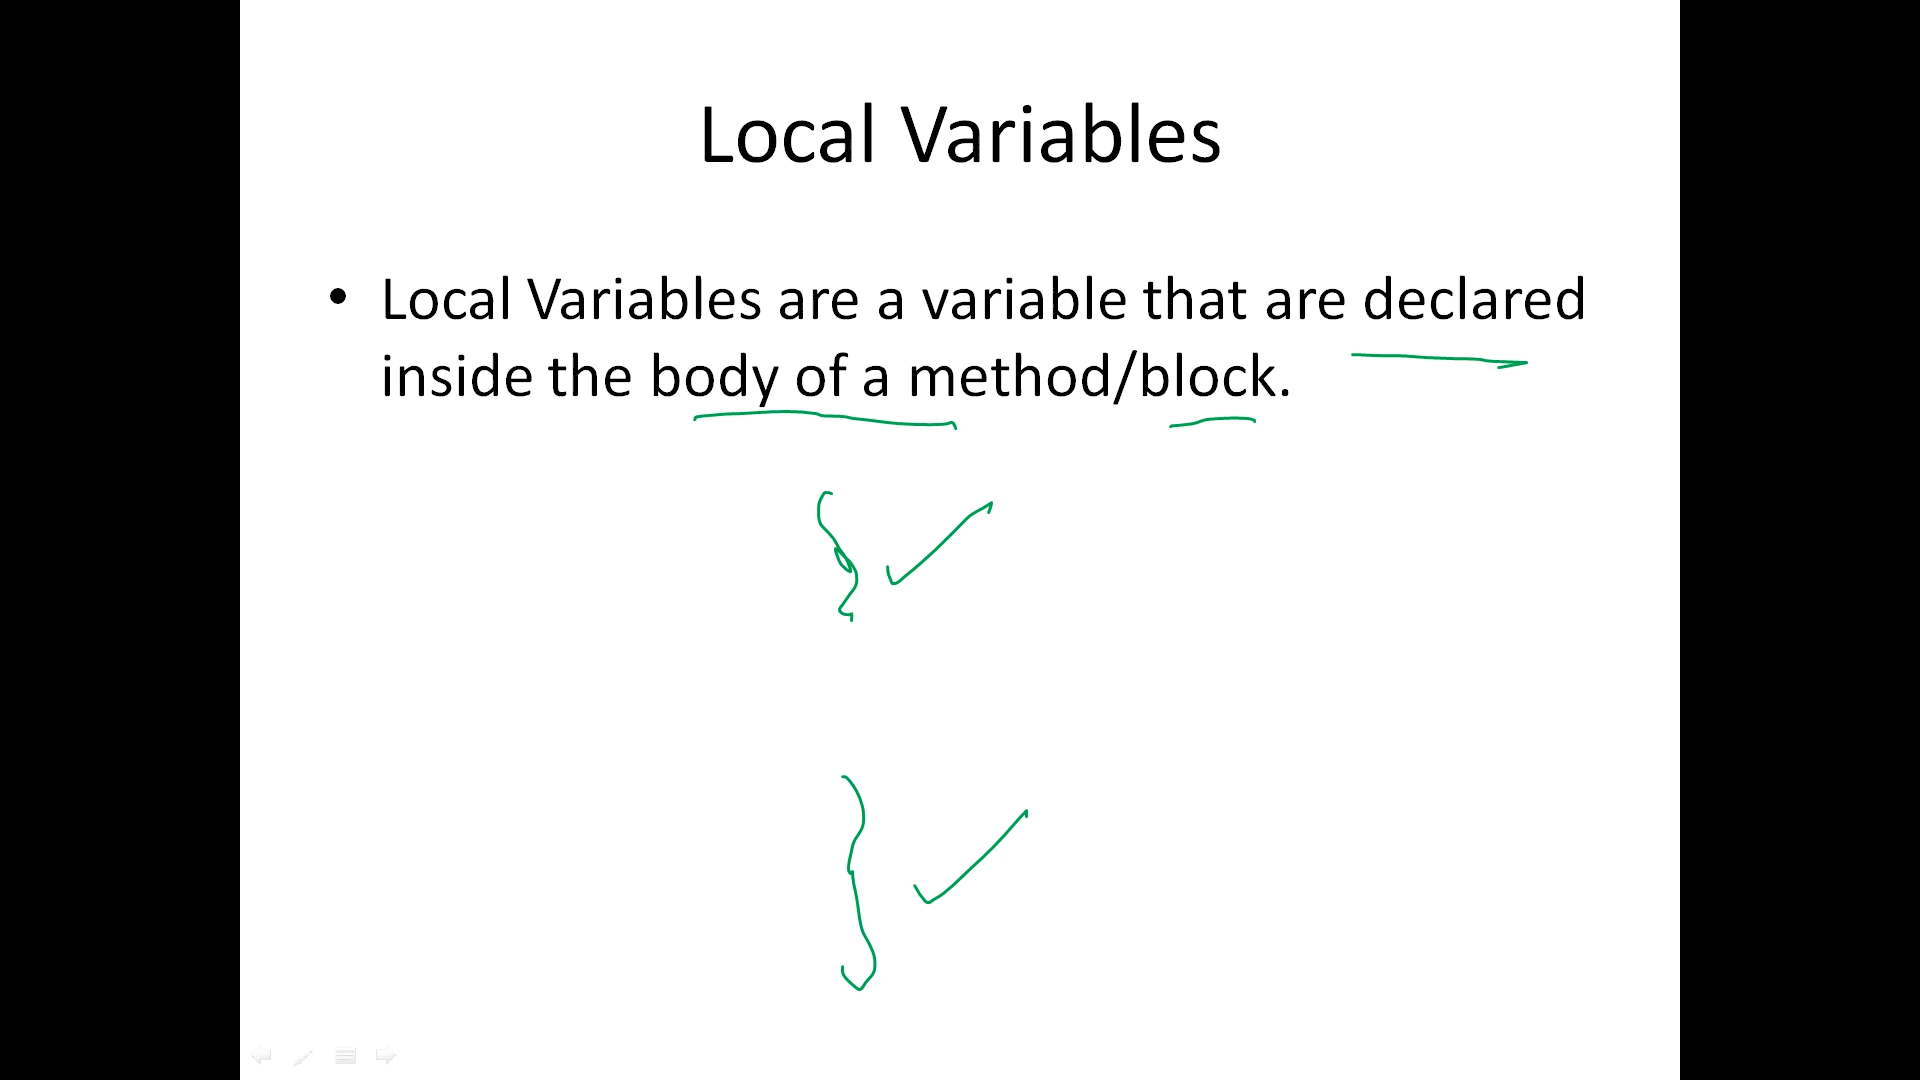 Local Variables
• Local Variables are a variable that are declared
inside the body of a method/block.